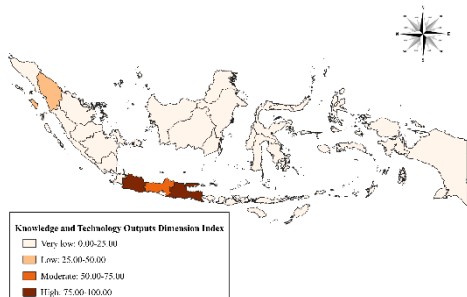 N
E
S
Knowledge and Technology Outputs Dimension Index
Very low: 0.00-25.00
Low: 25.00-50.00
Moderate: 50.00-75.00
High: 75.00-100.00